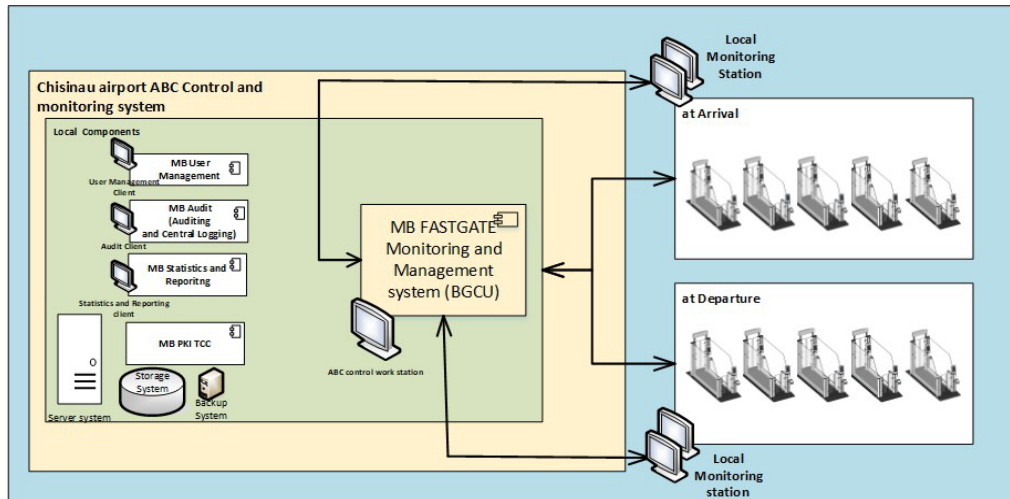 Local
Monitoring
Station
Chisinau airport ABC Control and
monitoring system
at Arrival
Local Components
MB User
Management
User Management
Client
MB Audit
(Auditing
and Central Logging)
Audit Client
MB Statistics and
Reporitng
Statistics and Reporting
client
MB PKI TCC
Storage
System
Server system
Backup
System
MB FASTGATE
Monitoring and
Management
system (BGCU)
ABC control work station
at Departure
Local
Monitoring
station